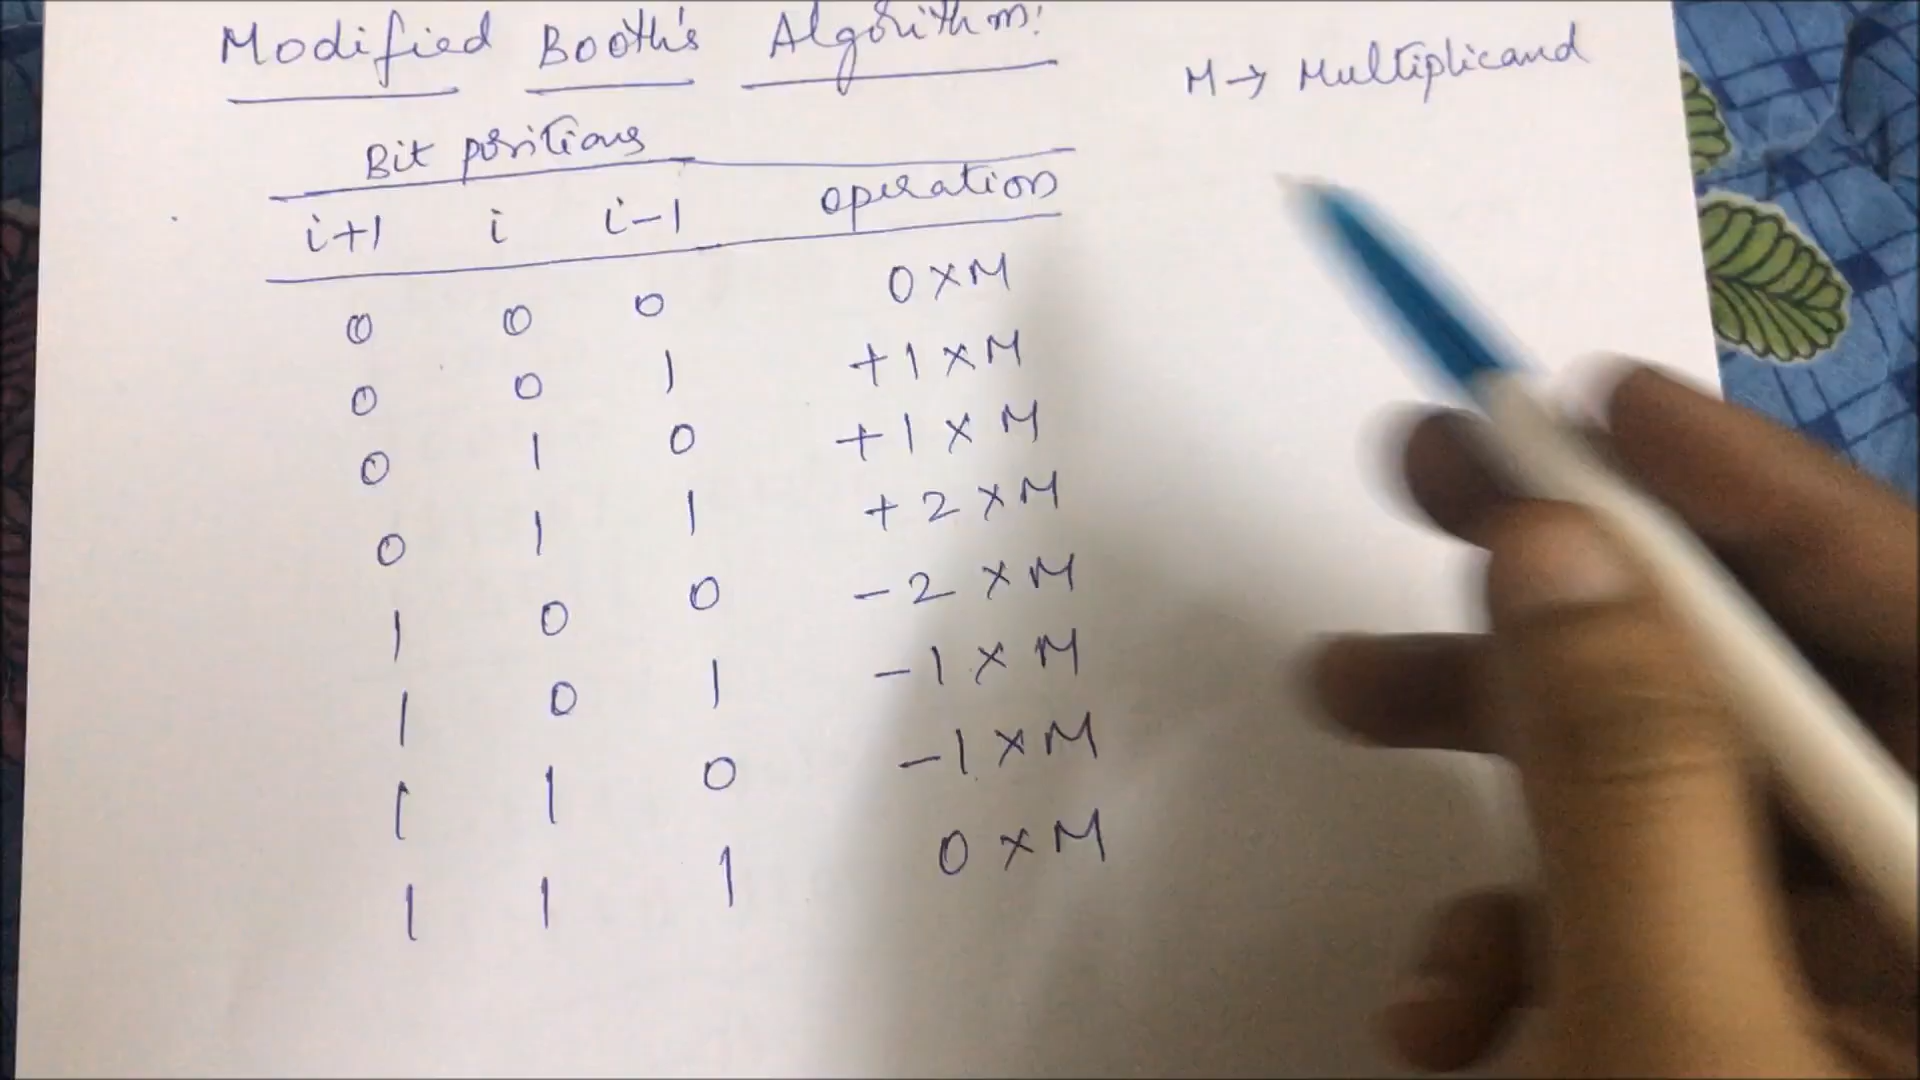 Modified Booth's Algorithm:
M → Multiplicand
Bit positions
i+1 i i-1 operation
0 0 0 0 × M
0 0 1 +1 × M
0 1 0 +1 × M
0 1 1 +2 × M
1 0 0 -2 × M
1 0 1 -1 × M
1 1 0 -1 × M
1 1 1 0 × M